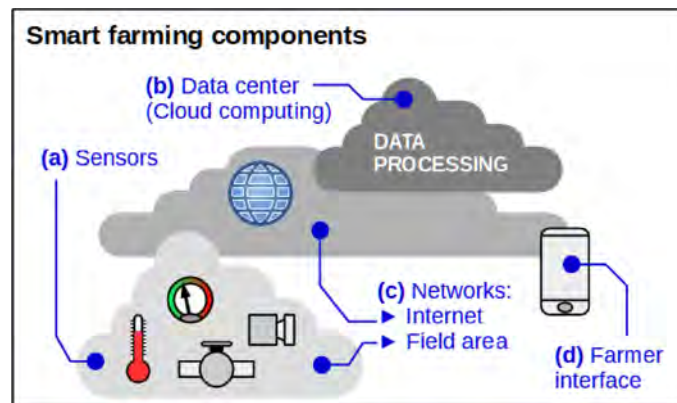 Smart farming components
(b) Data center
(Cloud computing)
DATA
PROCESSING
(a) Sensors
(c) Networks:
► Internet
► Field area
(d) Farmer
interface